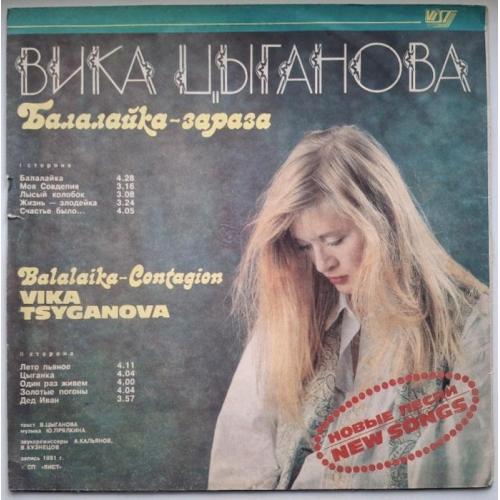 VIST
ВИКА ЦЫГАНОВА
Балалайка-зараза
I сторона
Балалайка 4.28
Моя Совдепия 3.16
Лысый колобок 3.08
Жизнь — злодейка 3.24
Счастье было... 4.05
Balalaika-Contagion
VIKA
TSYGANOVA
II сторона
Лето пьяное 4.11
Цыганка 4.04
Один раз живем 4,00
Золотые погоны 4.04
Дед Иван 3.57
НОВЫЕ ПЕСНИ
NEW SONGS
текст В.ЦЫГАНОВА
музыка Ю.ПРЯЛКИНА
звукорежиссеры А.КАЛЬЯНОВ,
В.КУЗНЕЦОВ
запись 1991 г.
СП «ВИСТ»